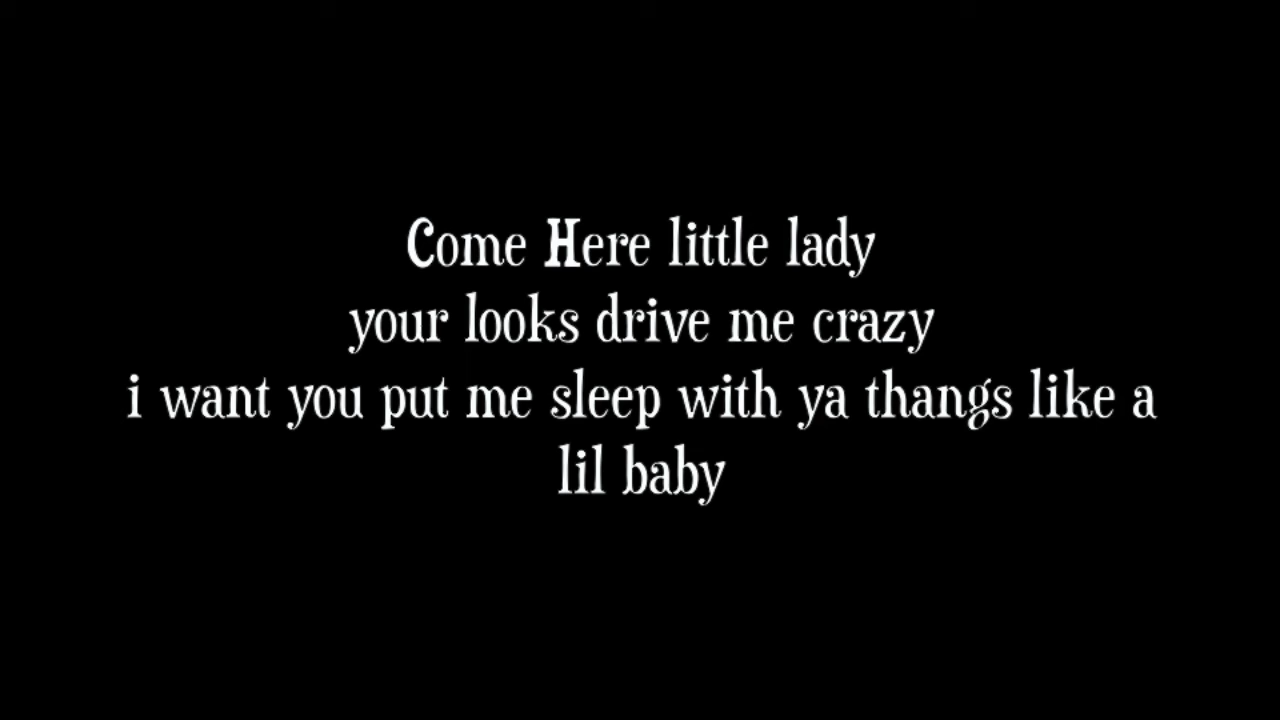 Come Here little lady
your looks drive me crazy
i want you put me sleep with ya thangs like a
lil baby